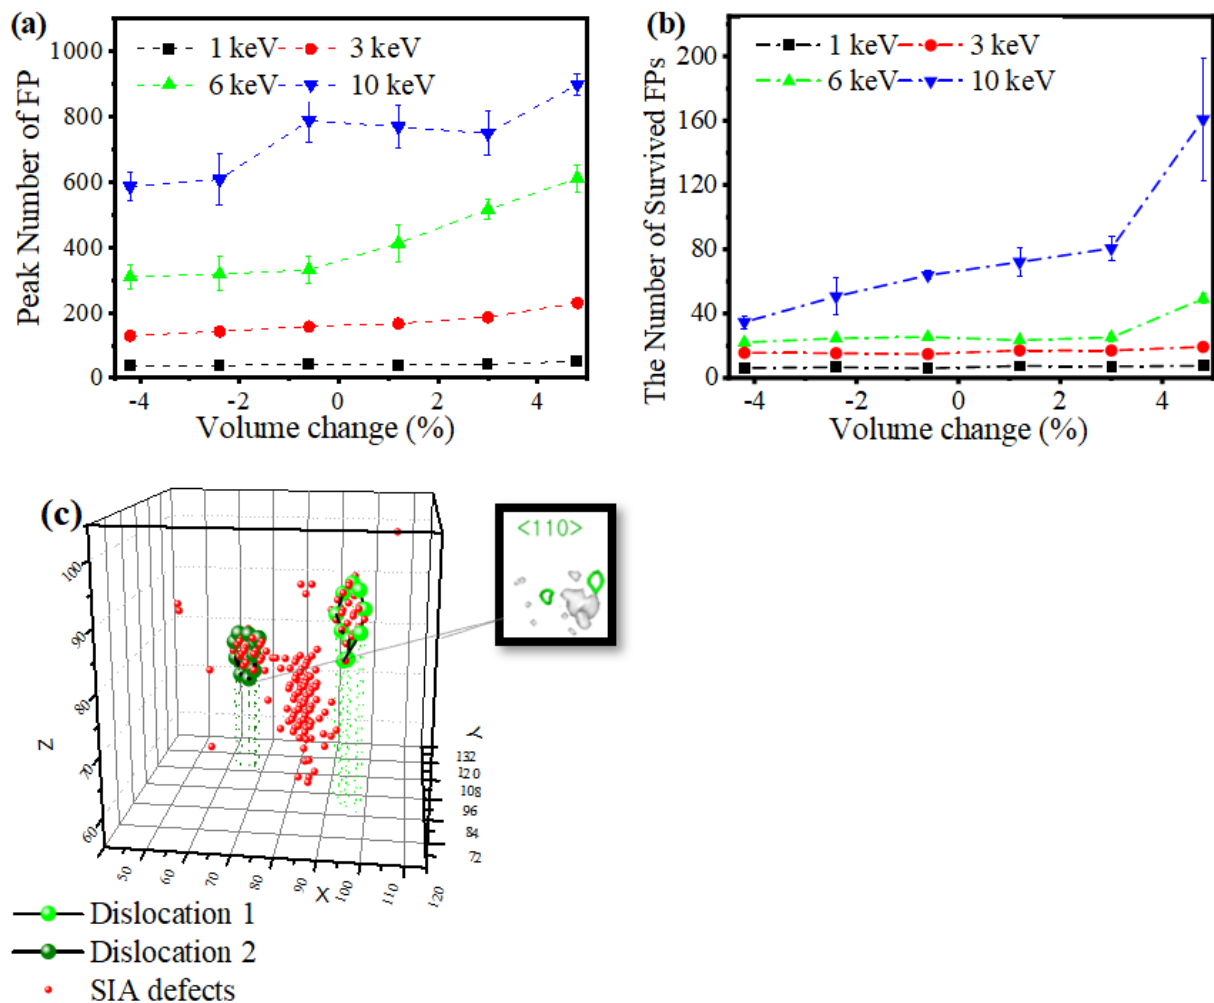 (a)
1 keV
3 keV
6 keV
10 keV
Peak Number of FP
1000
800
600
400
200
0
-4
-2
0
2
4
Volume change (%)
(b)
1 keV
3 keV
6 keV
10 keV
The Number of Survived FPs
200
160
120
80
40
0
-4
-2
0
2
4
Volume change (%)
(c)
<110>
Z
100
90
80
70
60
X
50
60
70
80
90
100
110
120
Y
132
120
108
96
84
72
Dislocation 1
Dislocation 2
SIA defects